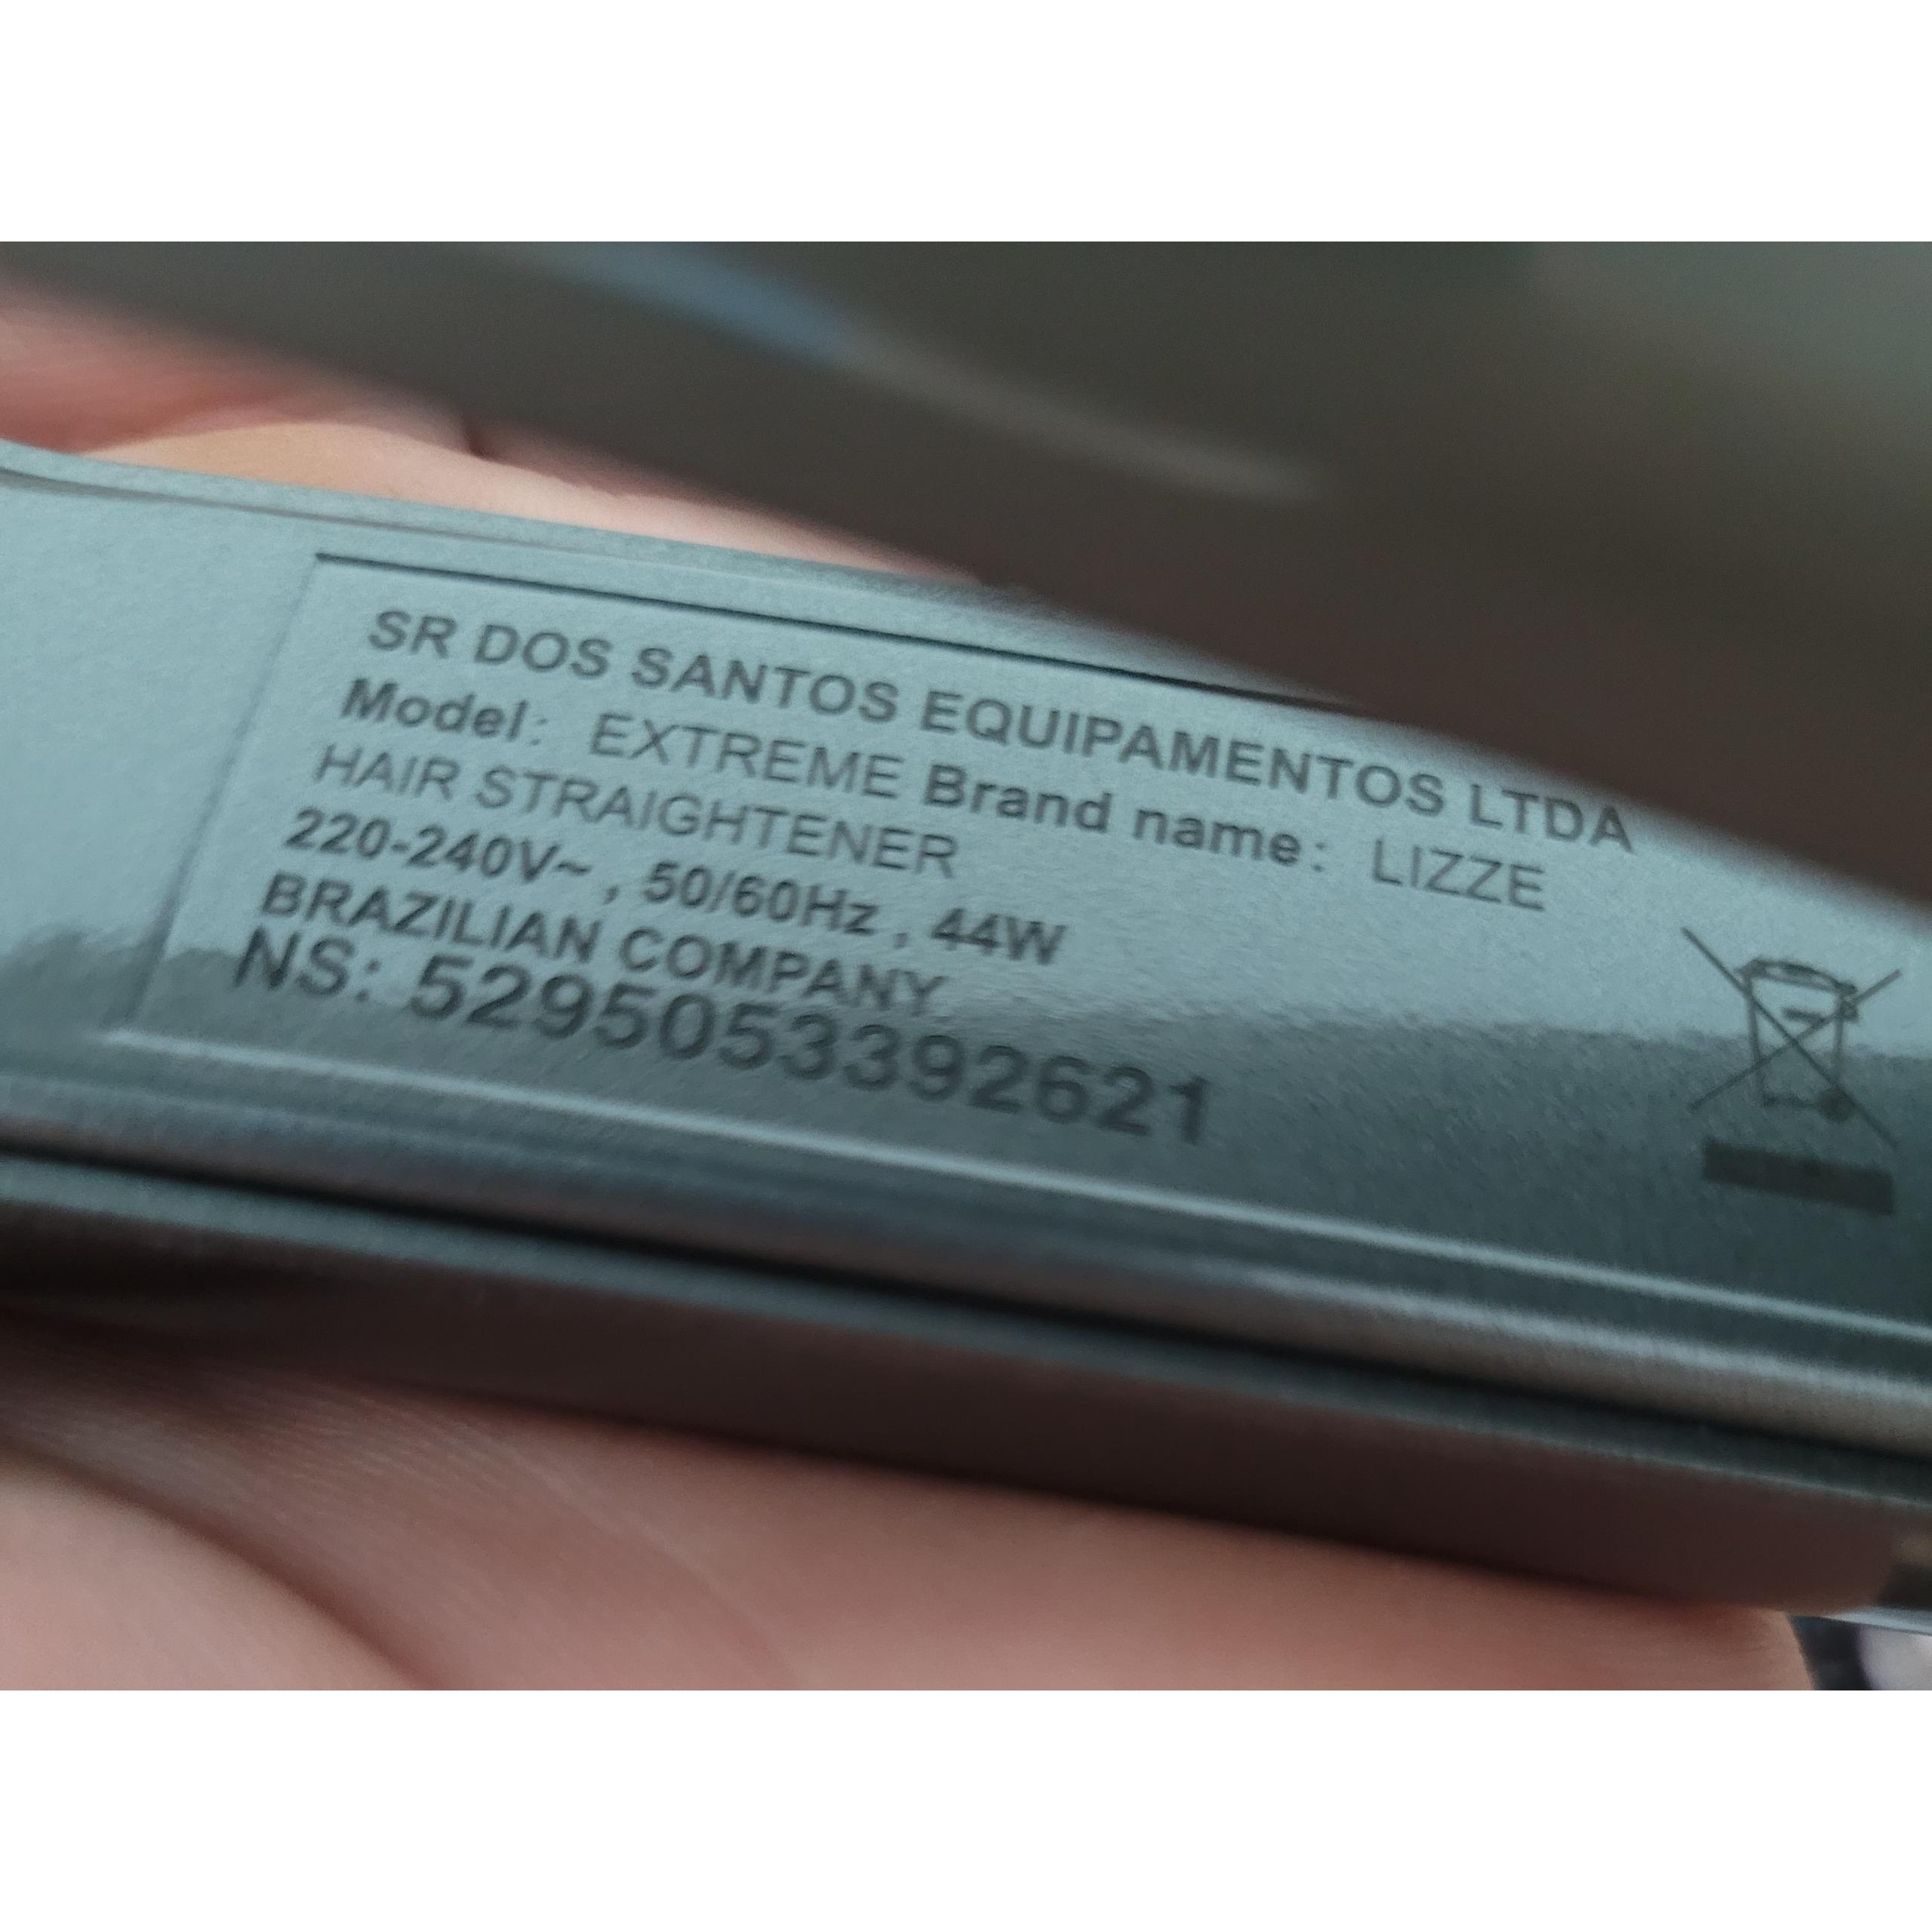 SR DOS SANTOS EQUIPAMENTOS LTDA
Model: EXTREME Brand name: LIZZE
HAIR STRAIGHTENER
220-240V~, 50/60Hz, 44W
BRAZILIAN COMPANY
NS: 5295053392621